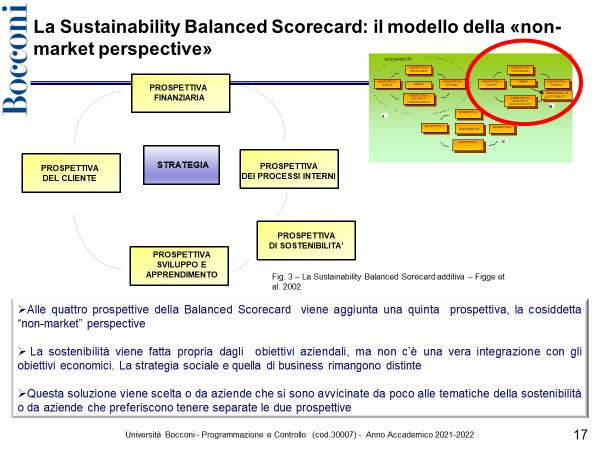 Bocconi
La Sustainability Balanced Scorecard: il modello della «non-
market perspective»
PROSPETTIVA
FINANZIARIA
PROSPETTIVA
DEL CLIENTE
STRATEGIA
PROSPETTIVA
DEI PROCESSI INTERNI
PROSPETTIVA
DI SOSTENIBILITA'
PROSPETTIVA
SVILUPPO E
APPRENDIMENTO
Fig. 3 – La Sustainability Balanced Sorecard additiva – Figge et
al. 2002
➢Alle quattro prospettive della Balanced Scorecard viene aggiunta una quinta prospettiva, la cosiddetta
“non-market” perspective
➢ La sostenibilità viene fatta propria dagli obiettivi aziendali, ma non c'è una vera integrazione con gli
obiettivi economici. La strategia sociale e quella di business rimangono distinte
➢Questa soluzione viene scelta o da aziende che si sono avvicinate da poco alle tematiche della sostenibilità
o da aziende che preferiscono tenere separate le due prospettive
Università Bocconi - Programmazione e Controllo (cod.30007) - Anno Accademico 2021-2022
17